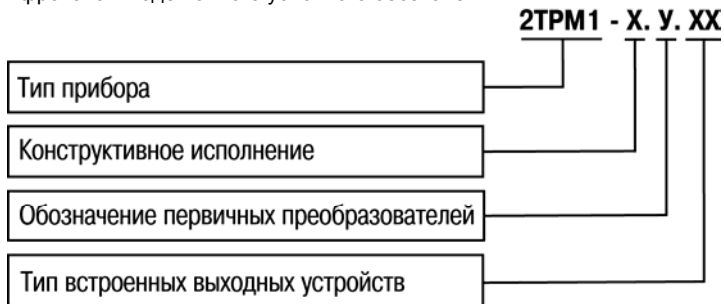 2ТРМ1 - Х. У. ХХ
Тип прибора
Конструктивное исполнение
Обозначение первичных преобразователей
Тип встроенных выходных устройств